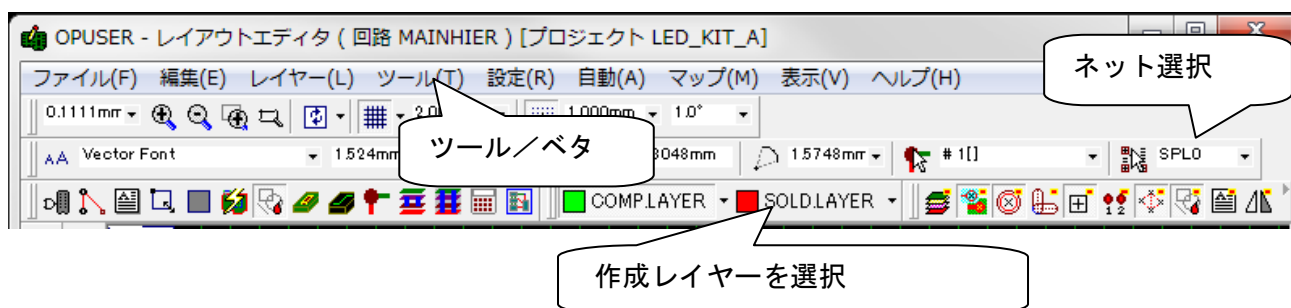 OPUSER - レイアウトエディタ ( 回路 MAINHIER ) [プロジェクト LED_KIT_A]
ネット選択
ファイル(F) 編集(E) レイヤー(L) ツール(T) 設定(R) 自動(A) マップ(M) 表示(V) ヘルプ(H)
0.1111mm 1.000mm 1.0°
ツール／ベタ
AA Vector Font 1.524mm 3048mm 1.5748mm # 1[] SPL0
COMP.LAYER SOLD.LAYER
作成レイヤーを選択